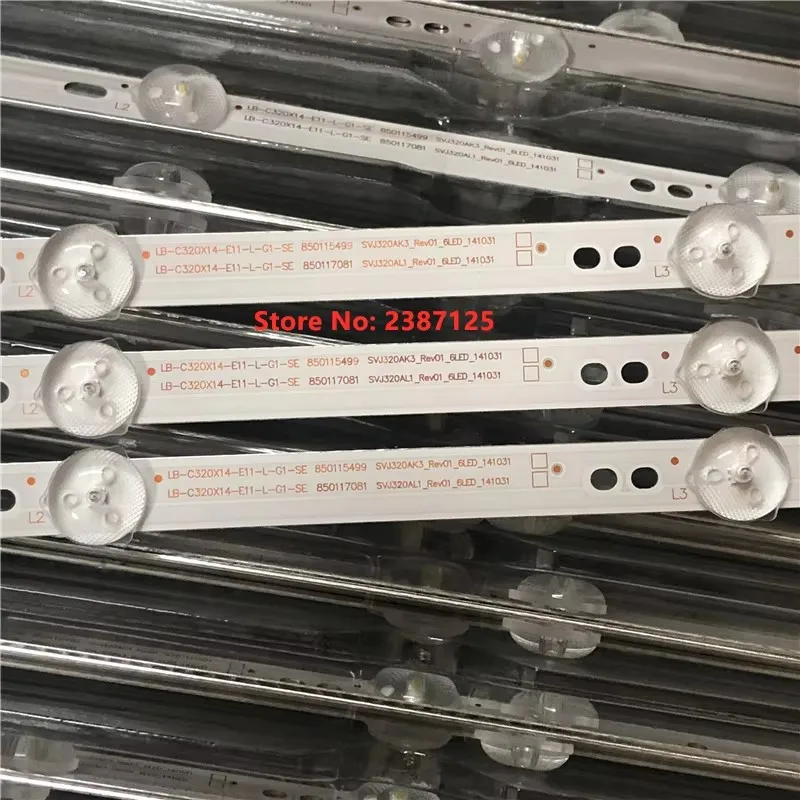 L2
LB-C320X14-E11-L-G1-SE 850115499 SVJ320AK3_Rev01_6LED_141031
LB-C320X14-E11-L-G1-SE 850117081 SVJ320AL1_Rev01_6LED_141031
L2
LB-C320X14-E11-L-G1-SE 850115499 SVJ320AK3_Rev01_6LED_141031
LB-C320X14-E11-L-G1-SE 850117081 SVJ320AL1_Rev01_6LED_141031
L3
Store No: 2387125
L2
LB-C320X14-E11-L-G1-SE 850115499 SVJ320AK3_Rev01_6LED_141031
LB-C320X14-E11-L-G1-SE 850117081 SVJ320AL1_Rev01_6LED_141031
L3
L2
LB-C320X14-E11-L-G1-SE 850115499 SVJ320AK3_Rev01_6LED_141031
LB-C320X14-E11-L-G1-SE 850117081 SVJ320AL1_Rev01_6LED_141031
L3